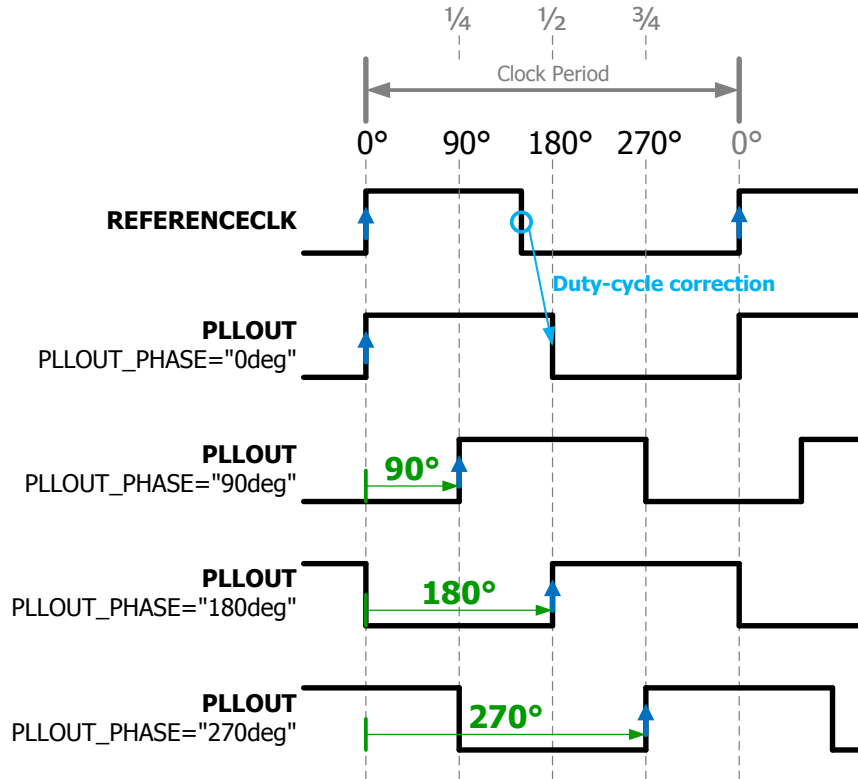 ¼ ½ ¾
Clock Period
0° 90° 180° 270° 0°
REFERENCECLK
Duty-cycle correction
PLLOUT
PLLOUT_PHASE="0deg"
PLLOUT
PLLOUT_PHASE="90deg"
90°
PLLOUT
PLLOUT_PHASE="180deg"
180°
PLLOUT
PLLOUT_PHASE="270deg"
270°